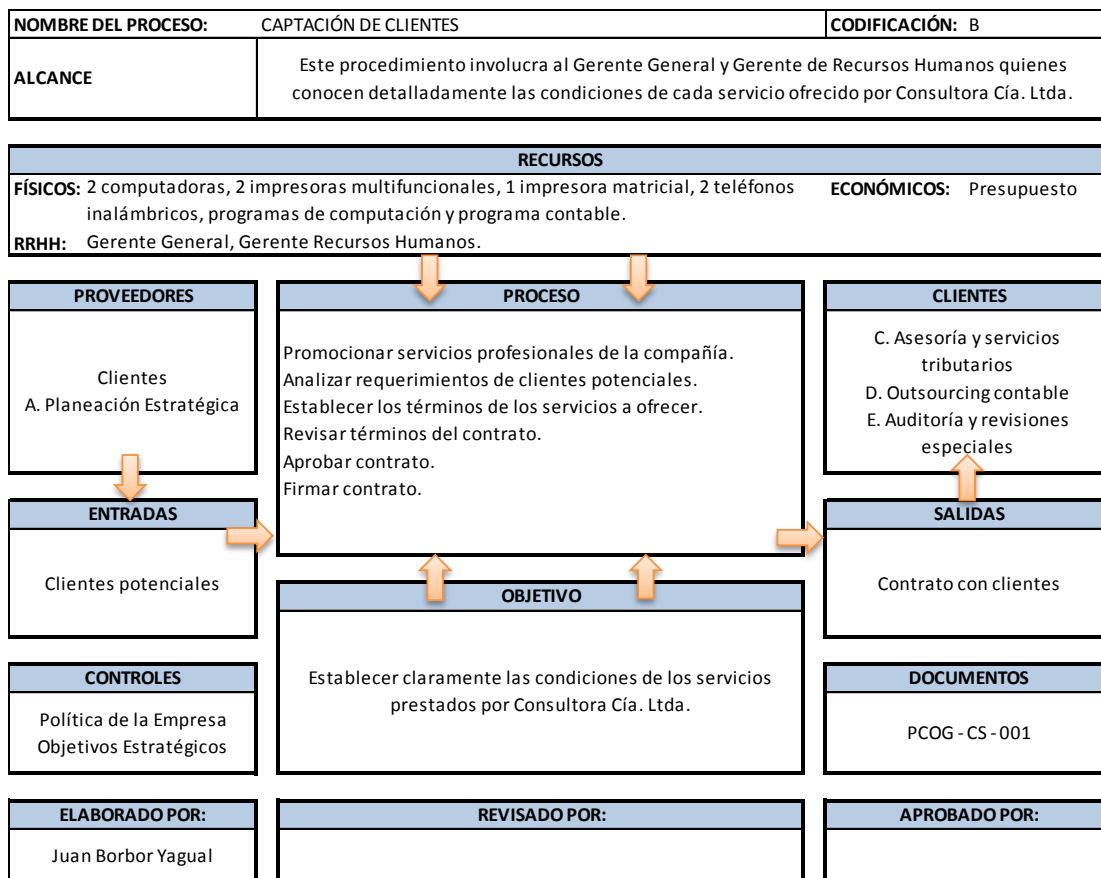 NOMBRE DEL PROCESO: CAPTACIÓN DE CLIENTES CODIFICACIÓN: B
ALCANCE
Este procedimiento involucra al Gerente General y Gerente de Recursos Humanos quienes
conocen detalladamente las condiciones de cada servicio ofrecido por Consultora Cía. Ltda.
RECURSOS
FÍSICOS: 2 computadoras, 2 impresoras multifuncionales, 1 impresora matricial, 2 teléfonos
inalámbricos, programas de computación y programa contable.
ECONÓMICOS: Presupuesto
RRHH: Gerente General, Gerente Recursos Humanos.
PROVEEDORES
Clientes
A. Planeación Estratégica
ENTRADAS
Clientes potenciales
CONTROLES
Política de la Empresa
Objetivos Estratégicos
PROCESO
Promocionar servicios profesionales de la compañía.
Analizar requerimientos de clientes potenciales.
Establecer los términos de los servicios a ofrecer.
Revisar términos del contrato.
Aprobar contrato.
Firmar contrato.
OBJETIVO
Establecer claramente las condiciones de los servicios
prestados por Consultora Cía. Ltda.
CLIENTES
C. Asesoría y servicios
tributarios
D. Outsourcing contable
E. Auditoría y revisiones
especiales
SALIDAS
Contrato con clientes
DOCUMENTOS
PCOG - CS - 001
ELABORADO POR:
Juan Borbor Yagual
REVISADO POR:
APROBADO POR: